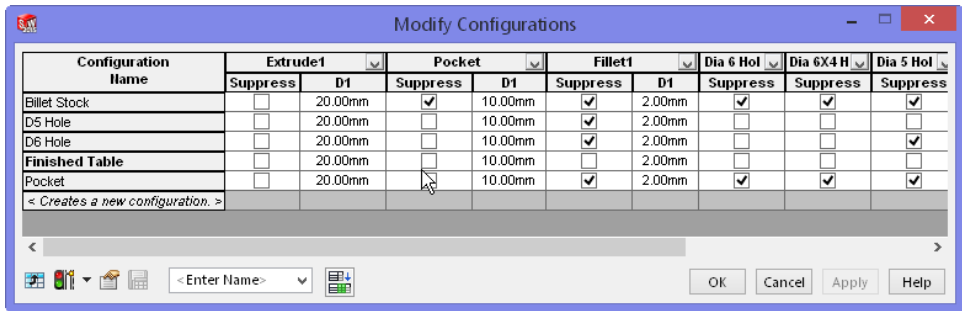 Modify Configurations
Configuration Name Extrude1 Pocket Fillet1 Dia 6 Hol Dia 6X4 H Dia 5 Hol
Suppress D1 Suppress D1 Suppress D1 Suppress Suppress Suppress
Billet Stock 20.00mm 10.00mm 2.00mm
D5 Hole 20.00mm 10.00mm 2.00mm
D6 Hole 20.00mm 10.00mm 2.00mm
Finished Table 20.00mm 10.00mm 2.00mm
Pocket 20.00mm 10.00mm 2.00mm
< Creates a new configuration. >
<Enter Name> OK Cancel Apply Help